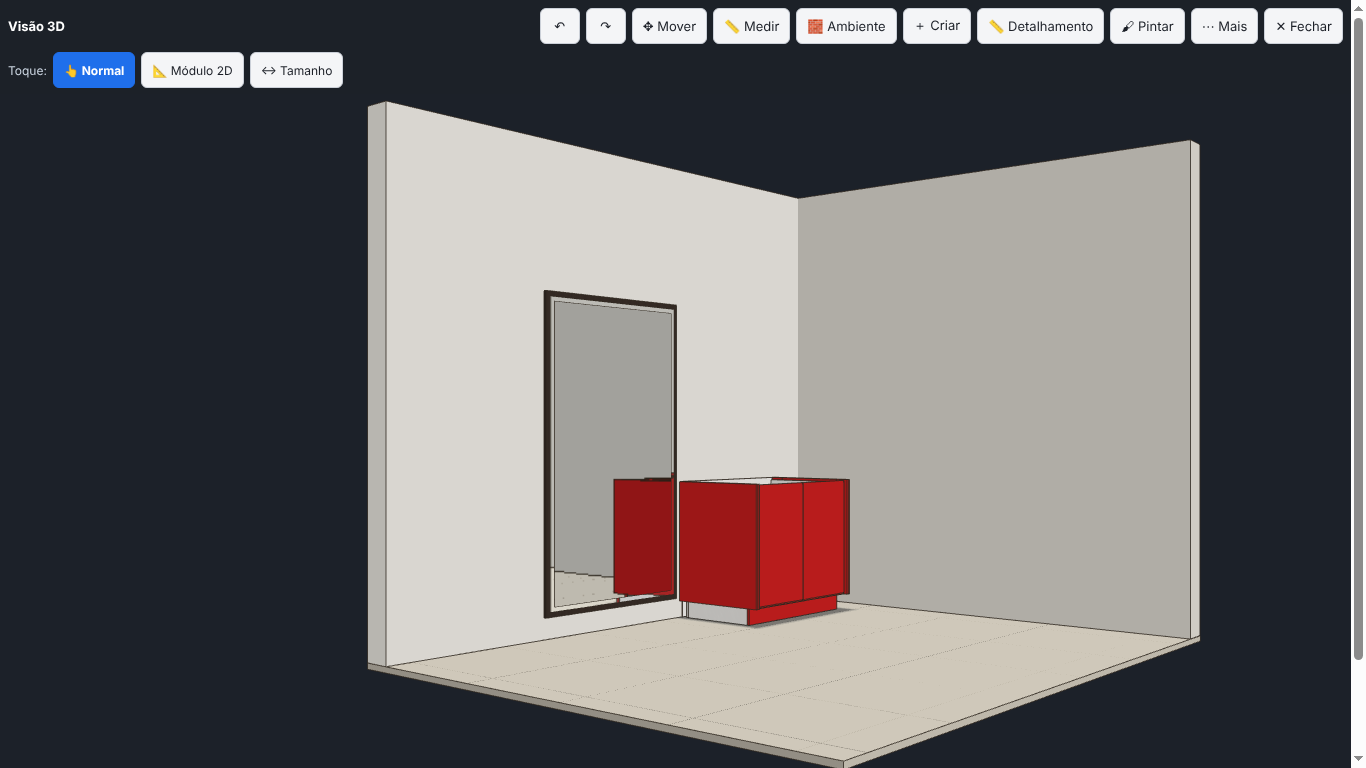 Visão 3D
↶ ↷ ✥ Mover 📏 Medir 🧱 Ambiente + Criar 📏 Detalhamento 🖌 Pintar ⋯ Mais ✕ Fechar
Toque: 👆 Normal 📐 Módulo 2D ↔ Tamanho